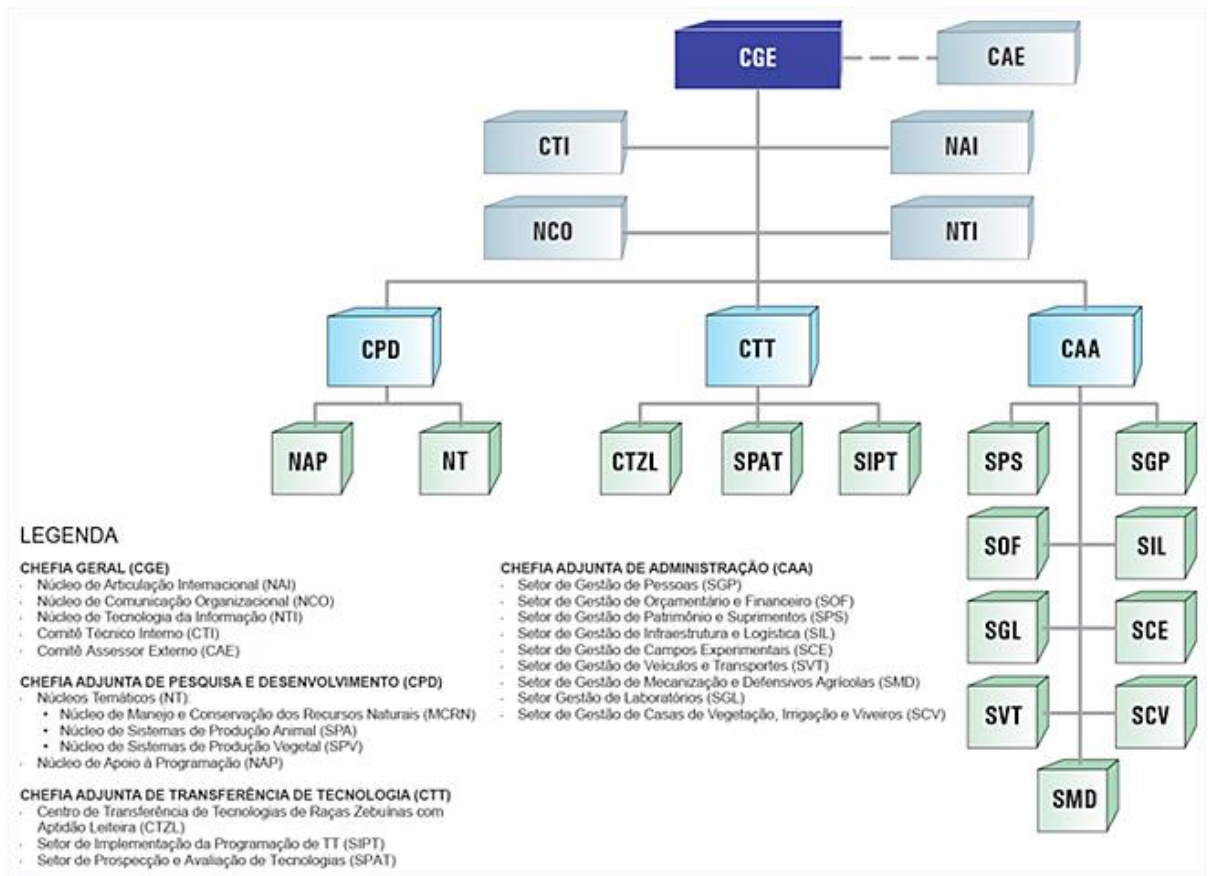 CGE
CAE
CTI
NAI
NCO
NTI
CPD
CTT
CAA
NAP
NT
CTZL
SPAT
SIPT
SPS
SGP
SOF
SIL
SGL
SCE
SVT
SCV
SMD
LEGENDA
CHEFIA GERAL (CGE)
· Núcleo de Articulação Internacional (NAI)
· Núcleo de Comunicação Organizacional (NCO)
· Núcleo de Tecnologia da Informação (NTI)
· Comitê Técnico Interno (CTI)
· Comitê Assessor Externo (CAE)
CHEFIA ADJUNTA DE PESQUISA E DESENVOLVIMENTO (CPD)
· Núcleos Temáticos (NT):
• Núcleo de Manejo e Conservação dos Recursos Naturais (MCRN)
• Núcleo de Sistemas de Produção Animal (SPA)
• Núcleo de Sistemas de Produção Vegetal (SPV)
· Núcleo de Apoio à Programação (NAP)
CHEFIA ADJUNTA DE TRANSFERÊNCIA DE TECNOLOGIA (CTT)
· Centro de Transferência de Tecnologias de Raças Zebuínas com
Aptidão Leiteira (CTZL)
· Setor de Implementação da Programação de TT (SIPT)
· Setor de Prospecção e Avaliação de Tecnologias (SPAT)
CHEFIA ADJUNTA DE ADMINISTRAÇÃO (CAA)
· Setor de Gestão de Pessoas (SGP)
· Setor de Gestão de Orçamentário e Financeiro (SOF)
· Setor de Gestão de Patrimônio e Suprimentos (SPS)
· Setor de Gestão de Infraestrutura e Logística (SIL)
· Setor de Gestão de Campos Experimentais (SCE)
· Setor de Gestão de Veículos e Transportes (SVT)
· Setor de Gestão de Mecanização e Defensivos Agrícolas (SMD)
· Setor Gestão de Laboratórios (SGL)
· Setor de Gestão de Casas de Vegetação, Irrigação e Viveiros (SCV)